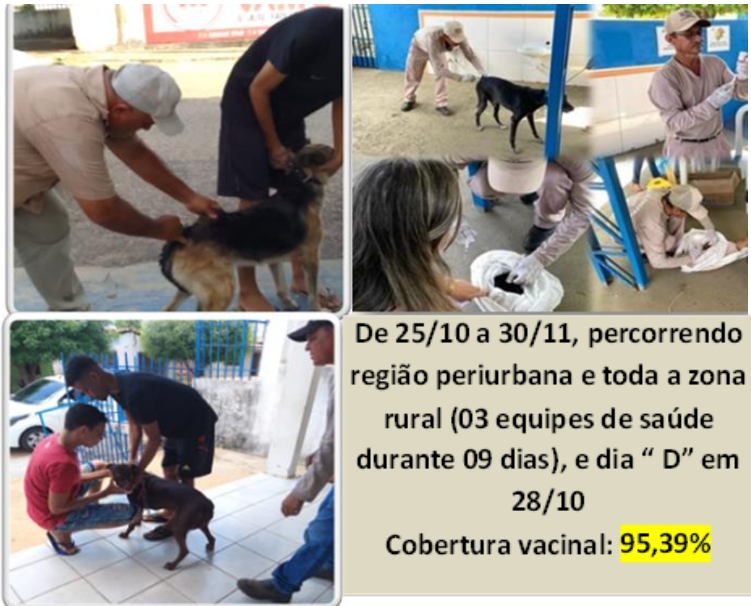 De 25/10 a 30/11, percorrendo
região periurbana e toda a zona
rural (03 equipes de saúde
durante 09 dias), e dia “ D” em
28/10
Cobertura vacinal: 95,39%